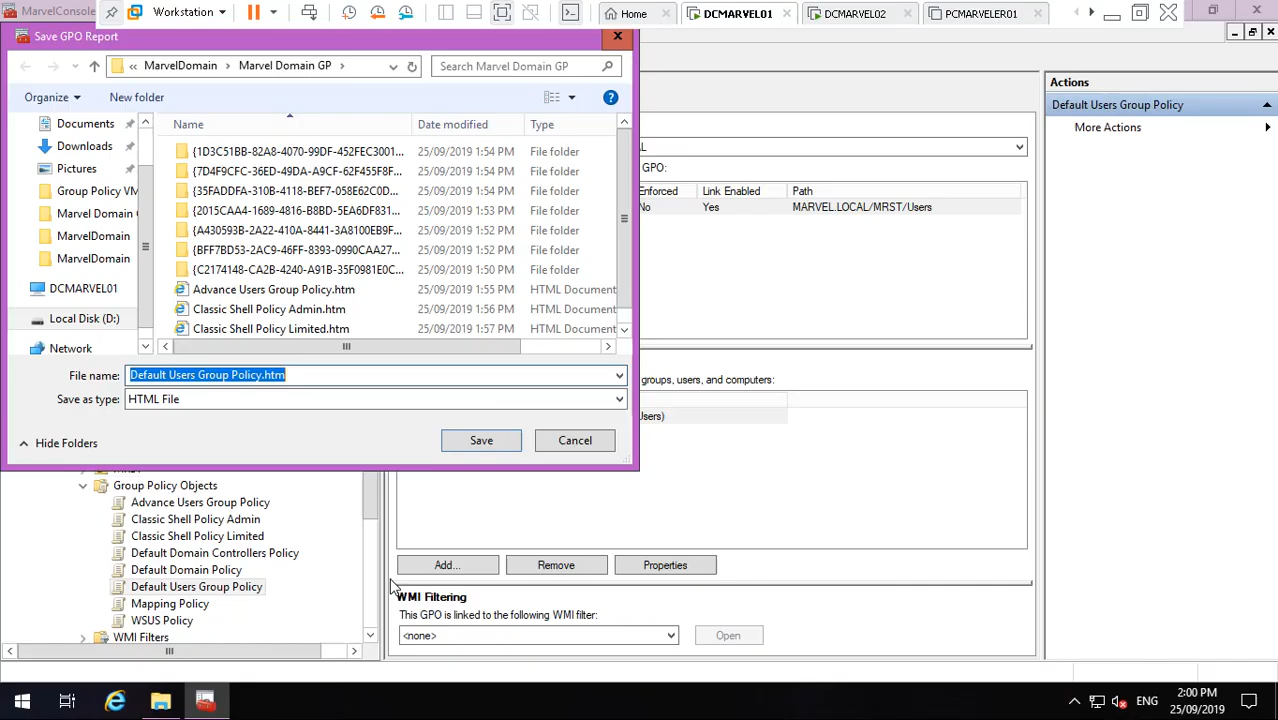 MarvelConsole
Workstation
Home
DCMARVEL01
DCMARVEL02
PCMARVELER01
Save GPO Report
« MarvelDomain > Marvel Domain GP >
Search Marvel Domain GP
Organize
New folder
Name
Date modified
Type
Documents
Downloads
Pictures
Group Policy VM
Marvel Domain G
MarvelDomain
MarvelDomain
DCMARVEL01
Local Disk (D:)
Network
{1D3C51BB-82A8-4070-99DF-452FEC3001... 25/09/2019 1:54 PM File folder
{7D4F9CFC-36ED-49DA-A9CF-62F455F8F... 25/09/2019 1:54 PM File folder
{35FADDFA-310B-4118-BEF7-058E62C0D... 25/09/2019 1:54 PM File folder
{2015CAA4-1689-4816-B8BD-5EA6DF831... 25/09/2019 1:53 PM File folder
{A430593B-2A22-410A-8441-3A8100EB9F... 25/09/2019 1:52 PM File folder
{BFF7BD53-2AC9-46FF-8393-0990CAA27... 25/09/2019 1:52 PM File folder
{C2174148-CA2B-4240-A91B-35F0981E0C... 25/09/2019 1:50 PM File folder
Advance Users Group Policy.htm 25/09/2019 1:55 PM HTML Document
Classic Shell Policy Admin.htm 25/09/2019 1:56 PM HTML Document
Classic Shell Policy Limited.htm 25/09/2019 1:57 PM HTML Document
File name: Default Users Group Policy.htm
Save as type: HTML File
Hide Folders
Save
Cancel
L
GPO:
Enforced Link Enabled Path
No Yes MARVEL.LOCAL/MRST/Users
groups, users, and computers:
Users)
Actions
Default Users Group Policy
More Actions
Group Policy Objects
Advance Users Group Policy
Classic Shell Policy Admin
Classic Shell Policy Limited
Default Domain Controllers Policy
Default Domain Policy
Default Users Group Policy
Mapping Policy
WSUS Policy
WMI Filters
Add...
Remove
Properties
WMI Filtering
This GPO is linked to the following WMI filter:
<none>
Open
ENG
2:00 PM
25/09/2019